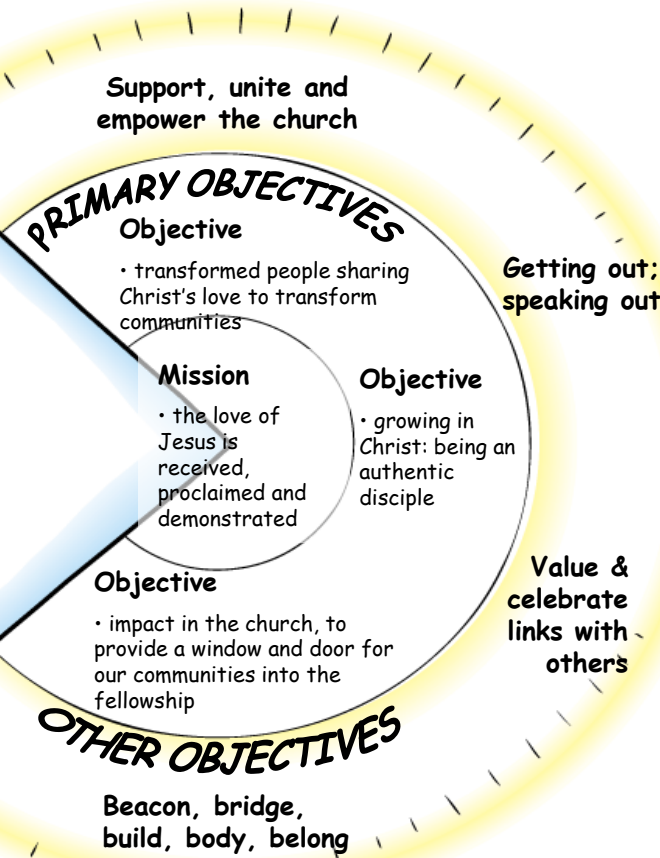 Support, unite and
empower the church
PRIMARY OBJECTIVES
Objective
• transformed people sharing
Christ's love to transform
communities
Getting out;
speaking out
Mission
• the love of
Jesus is
received,
proclaimed and
demonstrated
Objective
• growing in
Christ: being an
authentic
disciple
Objective
• impact in the church, to
provide a window and door for
our communities into the
fellowship
Value &
celebrate
links with
others
OTHER OBJECTIVES
Beacon, bridge,
build, body, belong